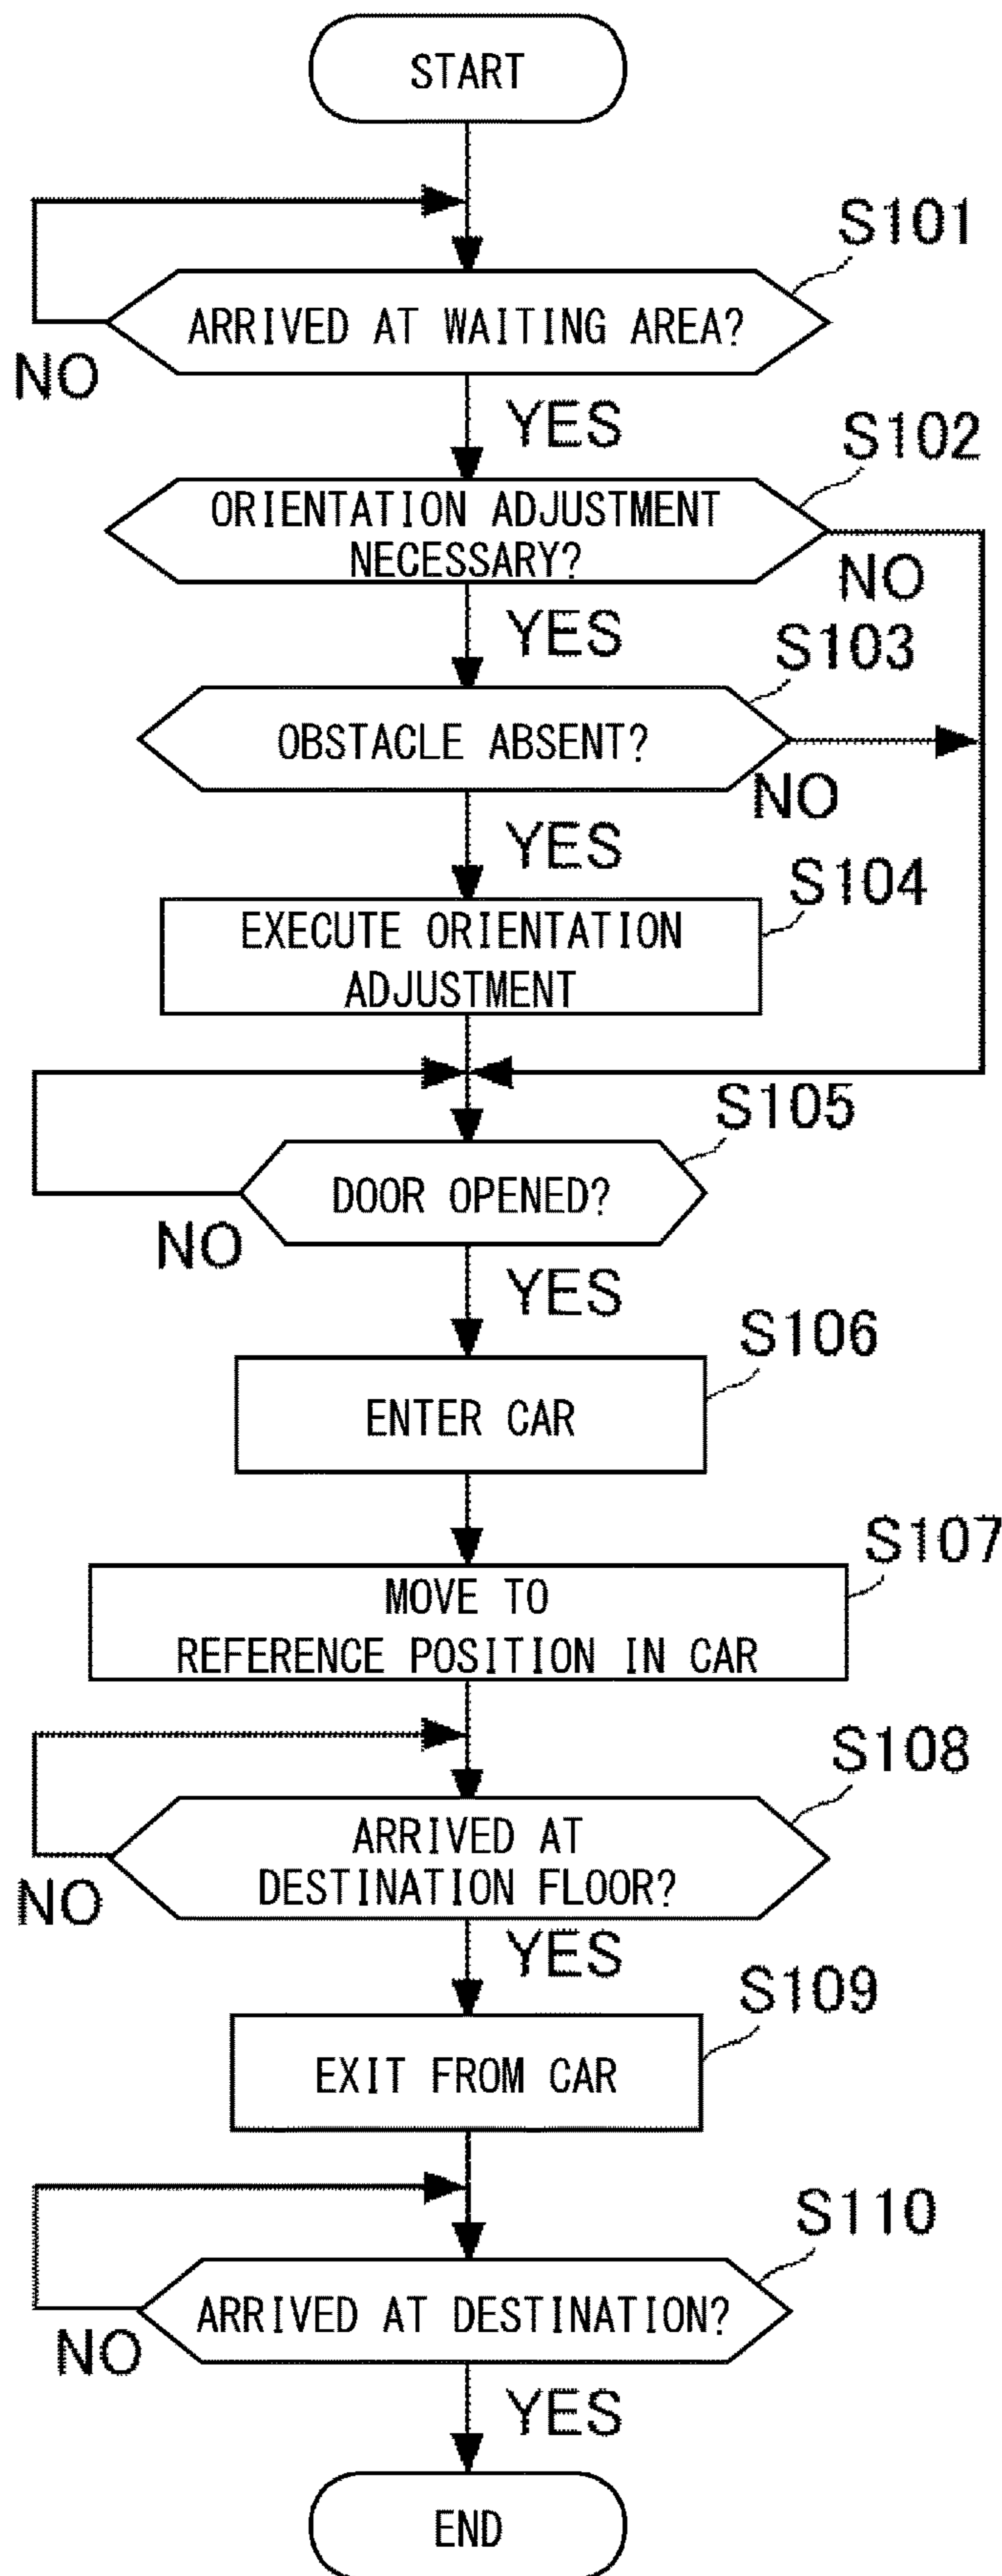 START
S101
ARRIVED AT WAITING AREA?
NO
YES
S102
ORIENTATION ADJUSTMENT
NECESSARY?
NO
YES
S103
OBSTACLE ABSENT?
NO
YES
S104
EXECUTE ORIENTATION
ADJUSTMENT
S105
DOOR OPENED?
NO
YES
S106
ENTER CAR
S107
MOVE TO
REFERENCE POSITION IN CAR
S108
ARRIVED AT
DESTINATION FLOOR?
NO
YES
S109
EXIT FROM CAR
S110
ARRIVED AT DESTINATION?
NO
YES
END